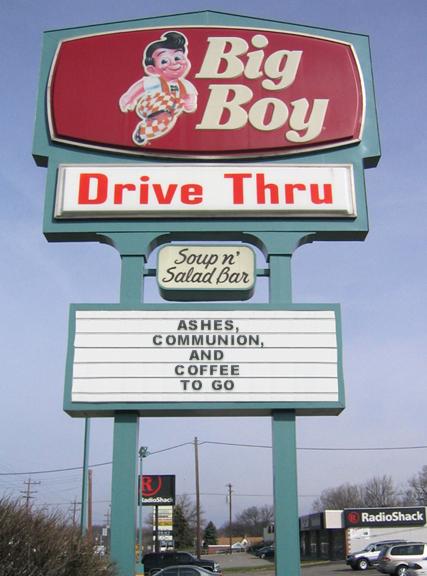 Big
Boy
Drive Thru
Soup n'
Salad Bar
ASHES,
COMMUNION,
AND
COFFEE
TO GO
R
RadioShack
R RadioShack